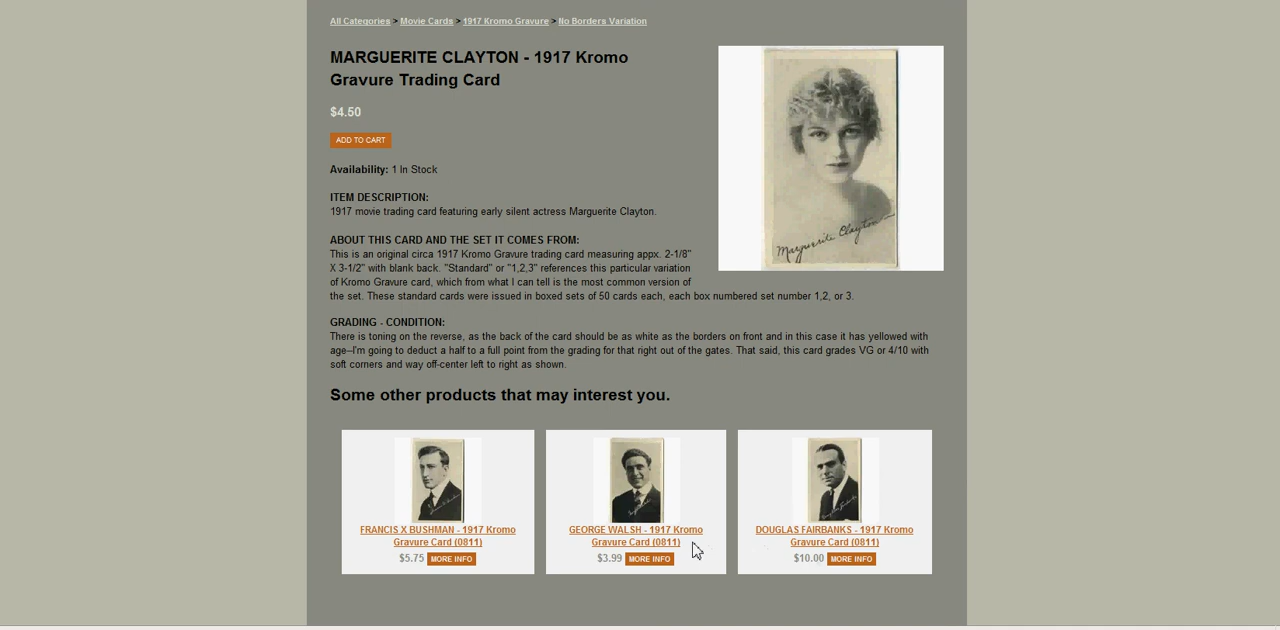 All Categories > Movie Cards > 1917 Kromo Gravure > No Borders Variation
MARGUERITE CLAYTON - 1917 Kromo
Gravure Trading Card
$4.50
ADD TO CART
Availability: 1 In Stock
ITEM DESCRIPTION:
1917 movie trading card featuring early silent actress Marguerite Clayton.
ABOUT THIS CARD AND THE SET IT COMES FROM:
This is an original circa 1917 Kromo Gravure trading card measuring appx. 2-1/8"
X 3-1/2" with blank back. "Standard" or "1,2,3" references this particular variation
of Kromo Gravure card, which from what I can tell is the most common version of
the set. These standard cards were issued in boxed sets of 50 cards each, each box numbered set number 1,2, or 3.
Marguerite Clayton
GRADING - CONDITION:
There is toning on the reverse, as the back of the card should be as white as the borders on front and in this case it has yellowed with
age--I'm going to deduct a half to a full point from the grading for that right out of the gates. That said, this card grades VG or 4/10 with
soft corners and way off-center left to right as shown.
Some other products that may interest you.
FRANCIS X BUSHMAN - 1917 Kromo
Gravure Card (0811)
$5.75 MORE INFO
GEORGE WALSH - 1917 Kromo
Gravure Card (0811)
$3.99 MORE INFO
DOUGLAS FAIRBANKS - 1917 Kromo
Gravure Card (0811)
$10.00 MORE INFO